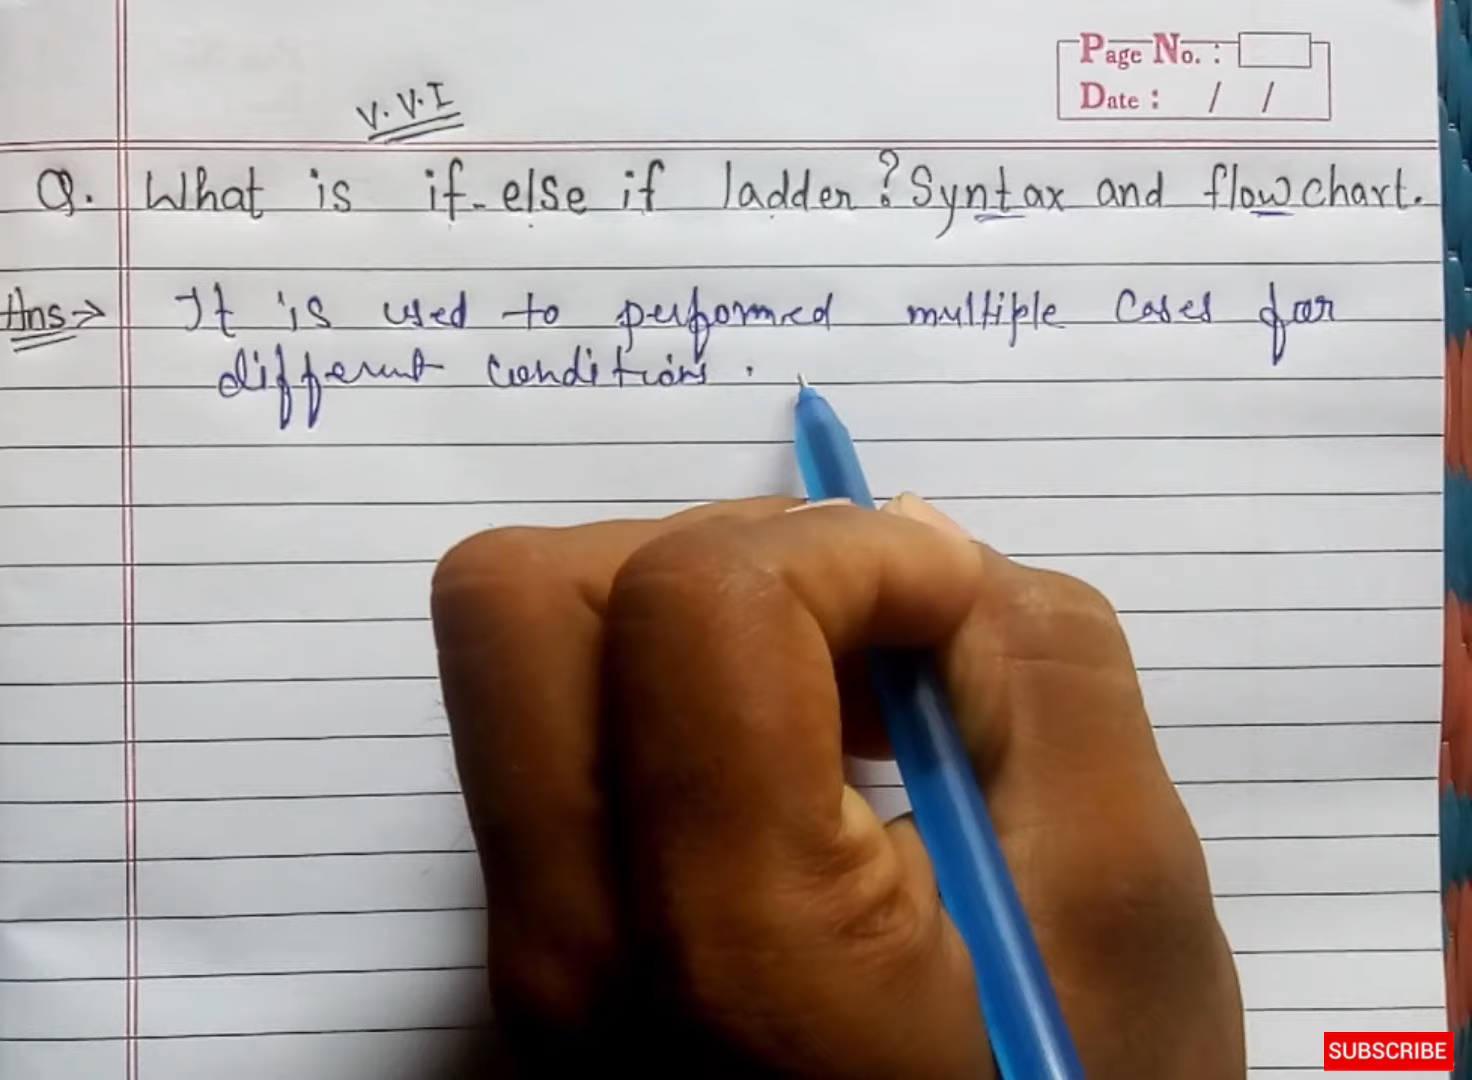 Page No. :
Date : / /
V.V.I
Q. What is if-else if ladder? Syntax and flowchart.
Ans→ It is used to performed multiple cases for
different conditions.
SUBSCRIBE